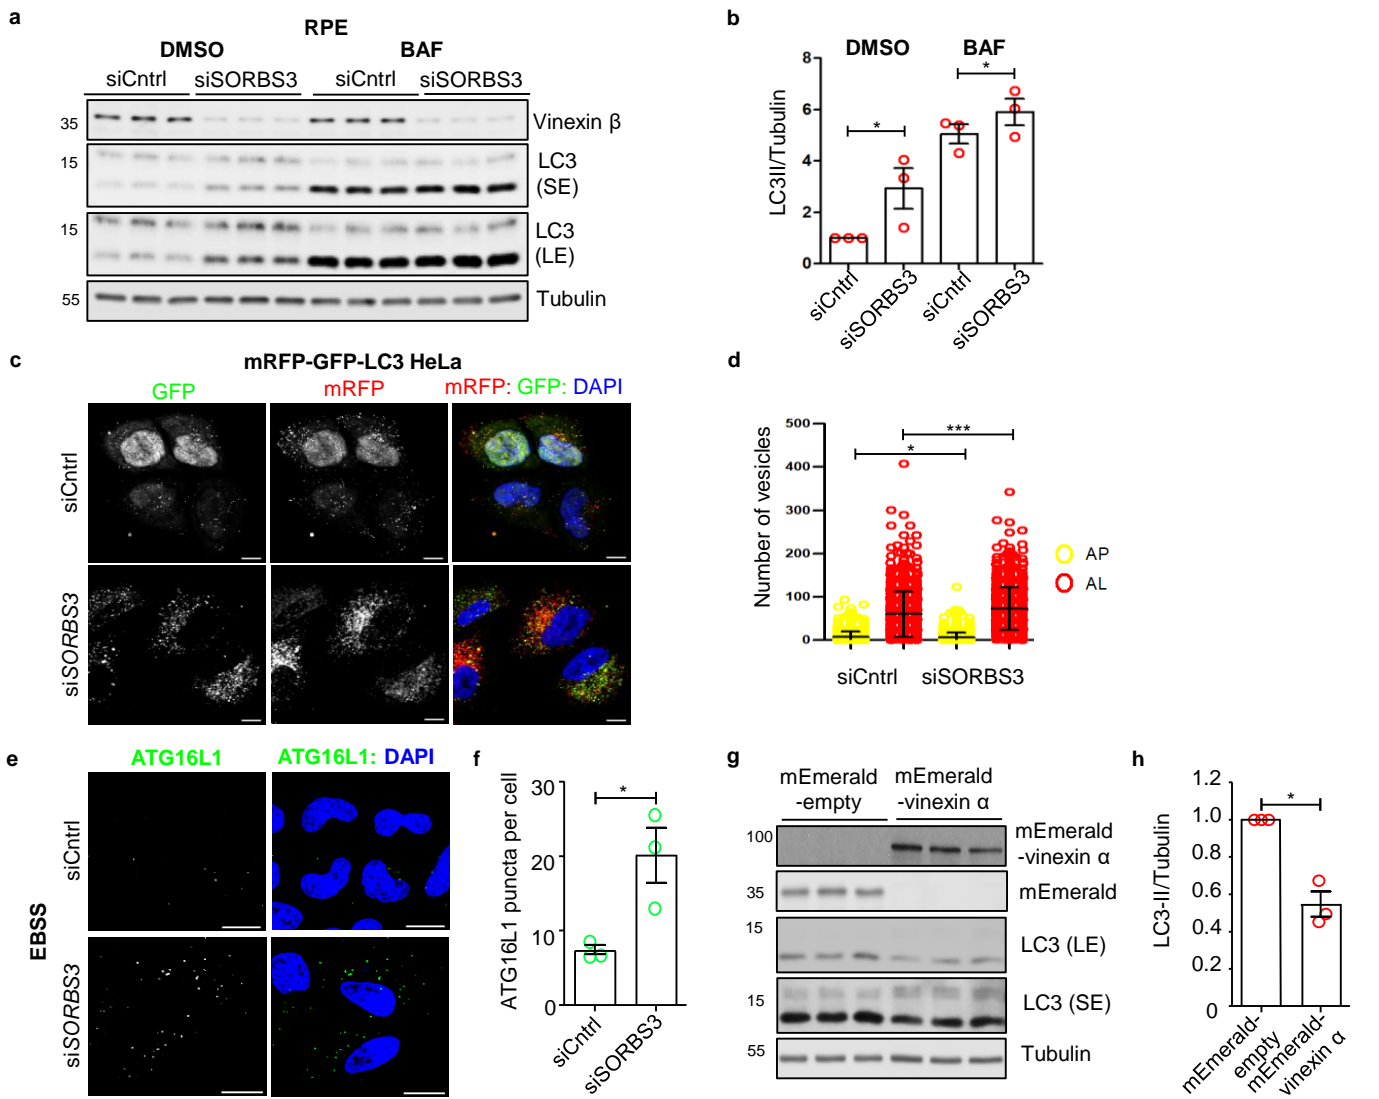 a
RPE
DMSO
BAF
siCntrl
siSORBS3
siCntrl
siSORBS3
35
Vinexin β
15
LC3
(SE)
15
LC3
(LE)
55
Tubulin
b
DMSO
BAF
LC3II/Tubulin
8
6
4
2
0
*
*
siCntrl
siSORBS3
siCntrl
siSORBS3
c
mRFP-GFP-LC3 HeLa
GFP
mRFP
mRFP: GFP: DAPI
siCntrl
siSORBS3
d
Number of vesicles
500
400
300
200
100
0
***
*
siCntrl
siSORBS3
AP
AL
e
ATG16L1
ATG16L1: DAPI
EBSS
siCntrl
siSORBS3
f
ATG16L1 puncta per cell
30
20
10
0
*
siCntrl
siSORBS3
g
mEmerald
-empty
mEmerald
-vinexin α
100
mEmerald
-vinexin α
35
mEmerald
15
LC3 (LE)
15
LC3 (SE)
55
Tubulin
h
LC3-II/Tubulin
1.2
1.0
0.8
0.6
0.4
0.2
0
*
mEmerald-
empty
mEmerald-
vinexin α